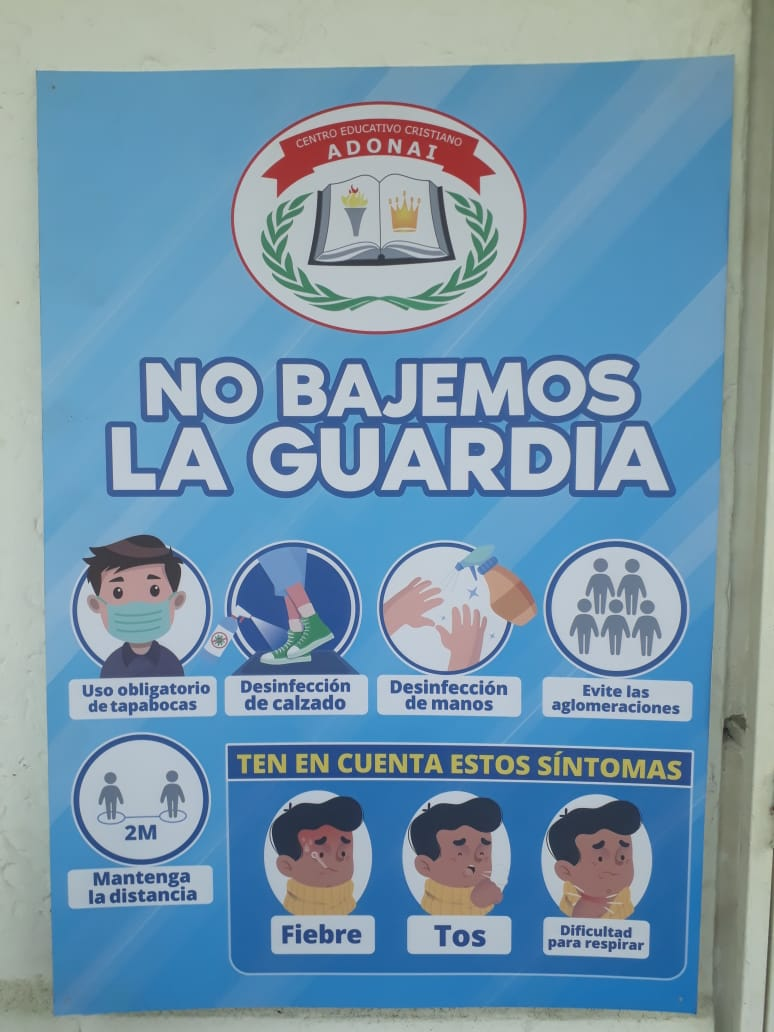 CENTRO EDUCATIVO CRISTIANO
ADONAI
NO BAJEMOS
LA GUARDIA
Uso obligatorio
de tapabocas
Desinfección
de calzado
Desinfección
de manos
Evite las
aglomeraciones
2M
Mantenga
la distancia
TEN EN CUENTA ESTOS SÍNTOMAS
Fiebre
Tos
Dificultad
para respirar